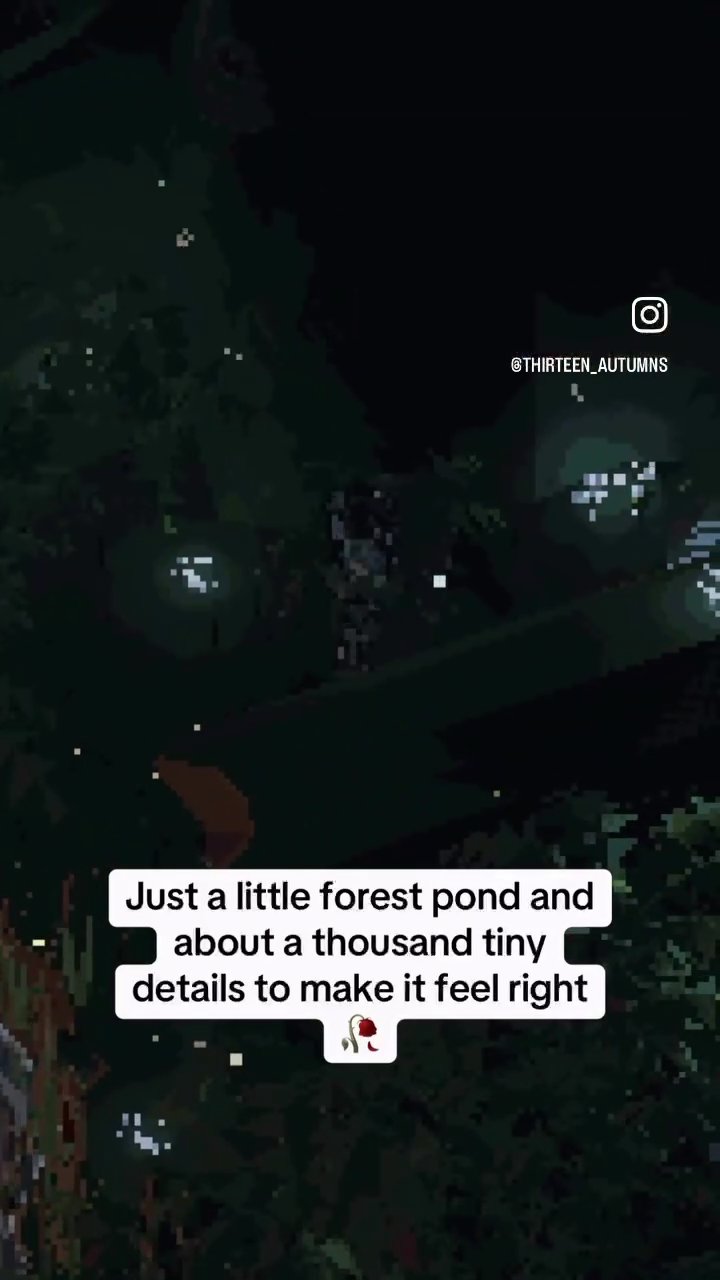 @THIRTEEN_AUTUMNS
Just a little forest pond and
about a thousand tiny
details to make it feel right
🥀